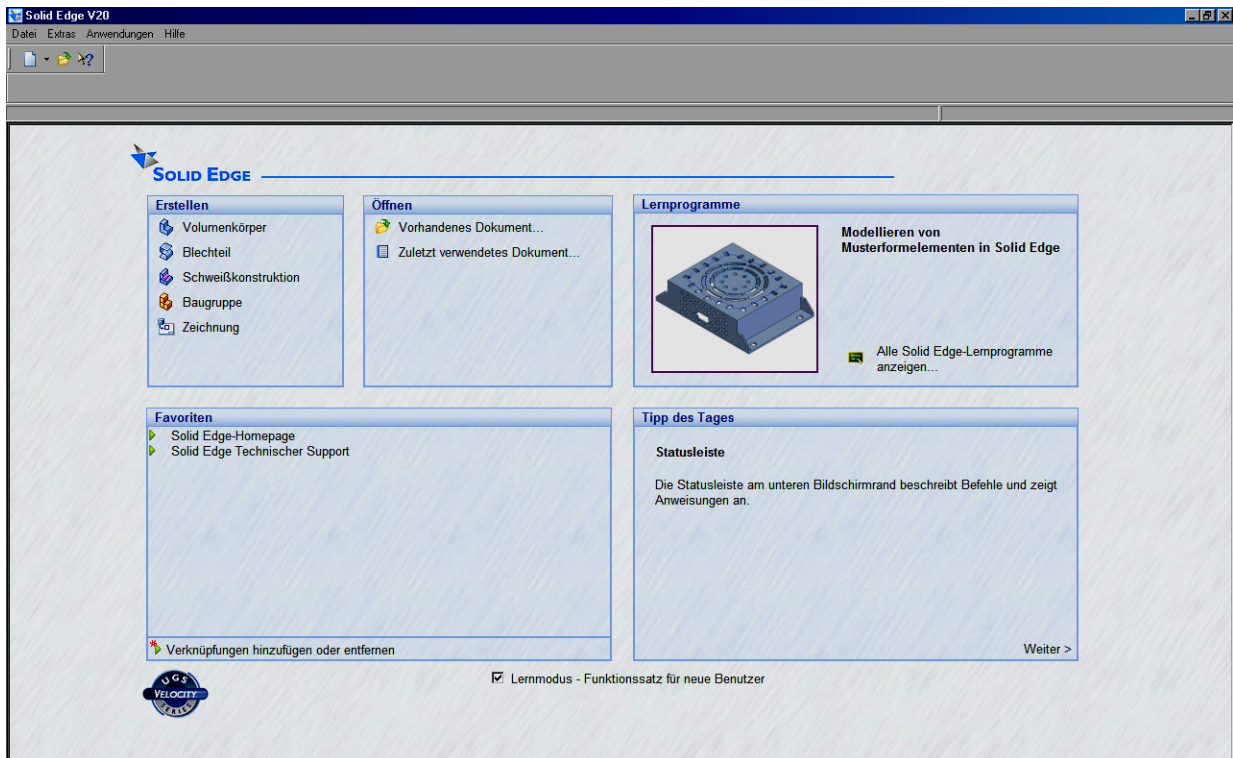 Solid Edge V20
Datei Extras Anwendungen Hilfe
SOLID EDGE
Erstellen
Volumenkörper
Blechteil
Schweißkonstruktion
Baugruppe
Zeichnung
Öffnen
Vorhandenes Dokument...
Zuletzt verwendetes Dokument...
Lernprogramme
Modellieren von
Musterformelementen in Solid Edge
Alle Solid Edge-Lernprogramme
anzeigen...
Favoriten
Solid Edge-Homepage
Solid Edge Technischer Support
Verknüpfungen hinzufügen oder entfernen
Tipp des Tages
Statusleiste
Die Statusleiste am unteren Bildschirmrand beschreibt Befehle und zeigt
Anweisungen an.
Weiter >
UGS
VELOCITY
SERIES
Lernmodus - Funktionssatz für neue Benutzer